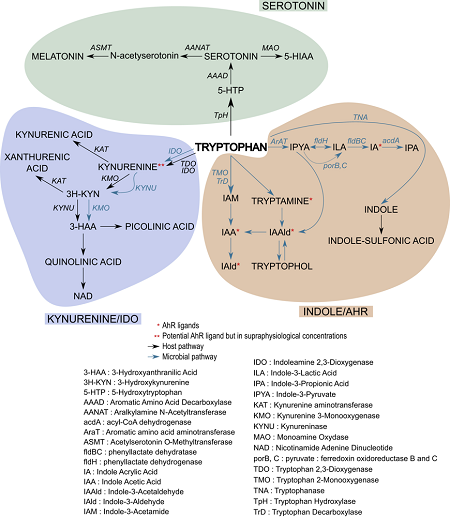 SEROTONIN
ASMT AANAT MAO
MELATONIN N-acetyserotonin SEROTONIN 5-HIAA
AAAD
5-HTP
TpH
TNA
KYNURENIC ACID
IDO
TRYPTOPHAN
ArAT fldH fldBC acdA
IPYA ILA IA* IPA
porB,C
KAT
XANTHURENIC
ACID
KYNURENINE**
TDO
IDO
KAT KMO
KYNU
3H-KYN
KYNU KMO
3-HAA PICOLINIC ACID
QUINOLINIC ACID
NAD
TMO
TrD
IAM TRYPTAMINE*
IAA* IAAld*
IAld* TRYPTOPHOL
INDOLE
INDOLE-SULFONIC ACID
KYNURENINE/IDO
INDOLE/AHR
* AhR ligands
** Potential AhR ligand but in supraphysiological concentrations
Host pathway
Microbial pathway
3-HAA : 3-Hydroxyanthranilic Acid
3H-KYN : 3-Hydroxykynurenine
5-HTP : 5-Hydroxytryptophan
AAAD : Aromatic Amino Acid Decarboxylase
AANAT : Aralkylamine N-Acetyltransferase
acdA : acyl-CoA dehydrogenase
AraT : Aromatic amino acid aminotransferase
ASMT : Acetylserotonin O-Methyltransferase
fldBC : phenyllactate dehydratase
fldH : phenyllactate dehydrogenase
IA : Indole Acrylic Acid
IAA : Indole Acetic Acid
IAAld : Indole-3-Acetaldehyde
IAld : Indole-3-Aldehyde
IAM : Indole-3-Acetamide
IDO : Indoleamine 2,3-Dioxygenase
ILA : Indole-3-Lactic Acid
IPA : Indole-3-Propionic Acid
IPYA : Indole-3-Pyruvate
KAT : Kynurenine aminotransferase
KMO : Kynurenine 3-Monooxygenase
KYNU : Kynureninase
MAO : Monoamine Oxydase
NAD : Nicotinamide Adenine Dinucleotide
porB, C : pyruvate : ferredoxin oxidoreductase B and C
TDO : Tryptophan 2,3-Dioxygenase
TMO : Tryptophan 2-Monooxygenase
TNA : Tryptophanase
TpH : Tryptophan Hydroxylase
TrD : Tryptophan Decarboxylase